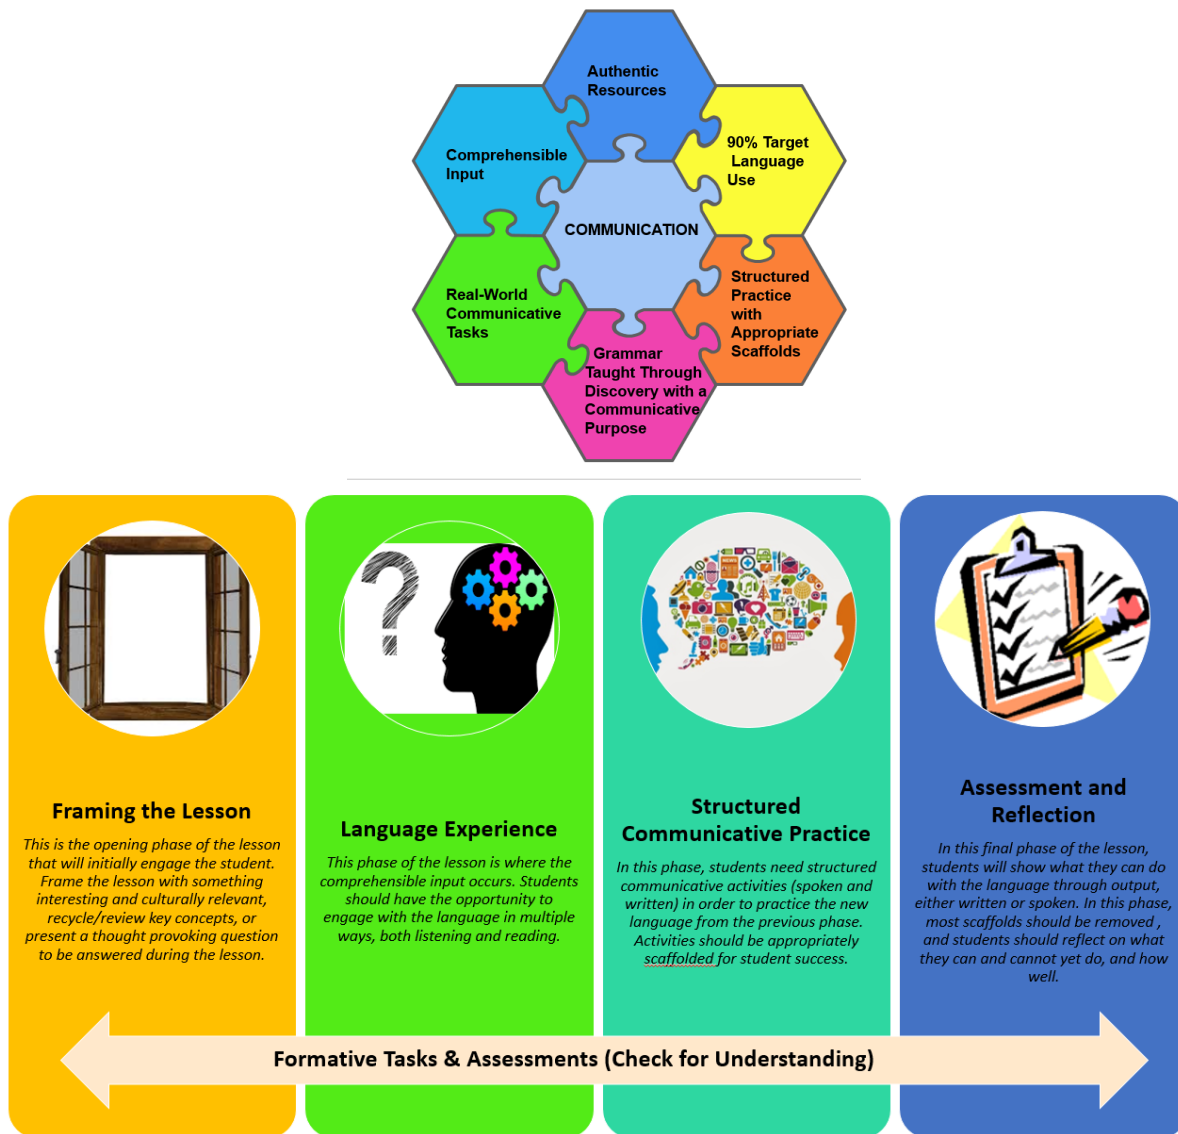 Authentic
Resources
Comprehensible
Input
90% Target
Language
Use
COMMUNICATION
Real-World
Communicative
Tasks
Structured
Practice
with
Appropriate
Scaffolds
Grammar
Taught Through
Discovery with a
Communicative
Purpose
Framing the Lesson
This is the opening phase of the lesson
that will initially engage the student.
Frame the lesson with something
interesting and culturally relevant,
recycle/review key concepts, or
present a thought provoking question
to be answered during the lesson.
?
Language Experience
This phase of the lesson is where the
comprehensible input occurs. Students
should have the opportunity to
engage with the language in multiple
ways, both listening and reading.
Structured
Communicative Practice
In this phase, students need structured
communicative activities (spoken and
written) in order to practice the new
language from the previous phase.
Activities should be appropriately
scaffolded for student success.
Assessment and
Reflection
In this final phase of the lesson,
students will show what they can do
with the language through output,
either written or spoken. In this phase,
most scaffolds should be removed ,
and students should reflect on what
they can and cannot yet do, and how
well.
Formative Tasks & Assessments (Check for Understanding)